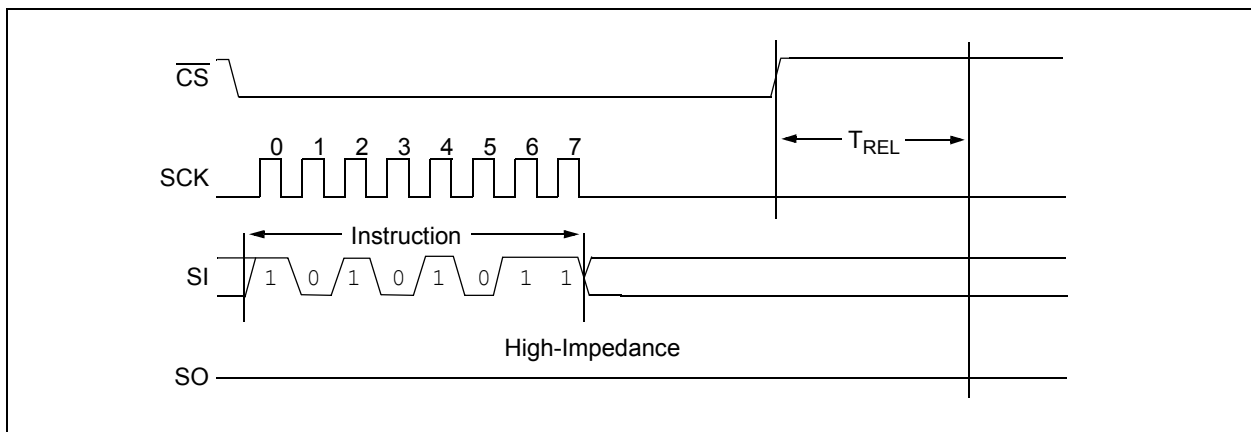 CS
TREL
0 1 2 3 4 5 6 7
SCK
Instruction
SI 1 0 1 0 1 0 1 1
High-Impedance
SO